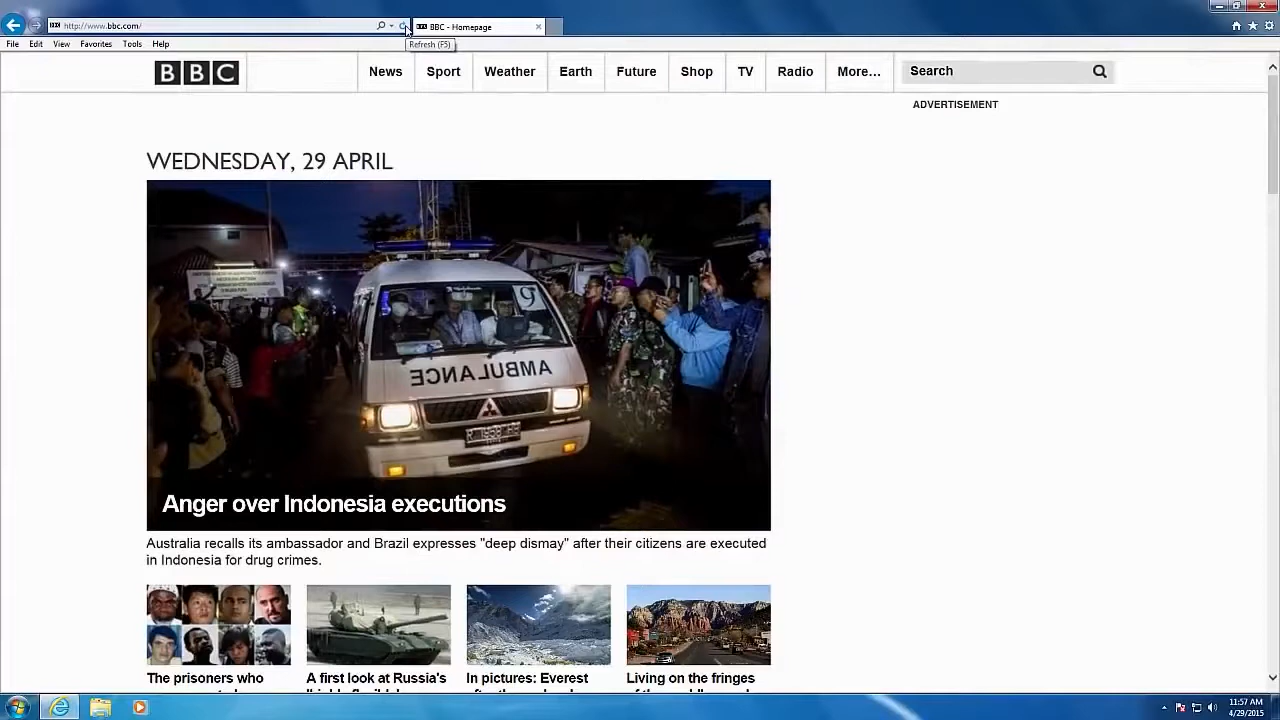 http://www.bbc.com/
BBC - Homepage
File Edit View Favorites Tools Help
Refresh (F5)
BBC
News Sport Weather Earth Future Shop TV Radio More... Search
ADVERTISEMENT
WEDNESDAY, 29 APRIL
9
AMBULANCE
Anger over Indonesia executions
Australia recalls its ambassador and Brazil expresses "deep dismay" after their citizens are executed
in Indonesia for drug crimes.
The prisoners who
A first look at Russia's
In pictures: Everest
Living on the fringes
11:57 AM
4/29/2015